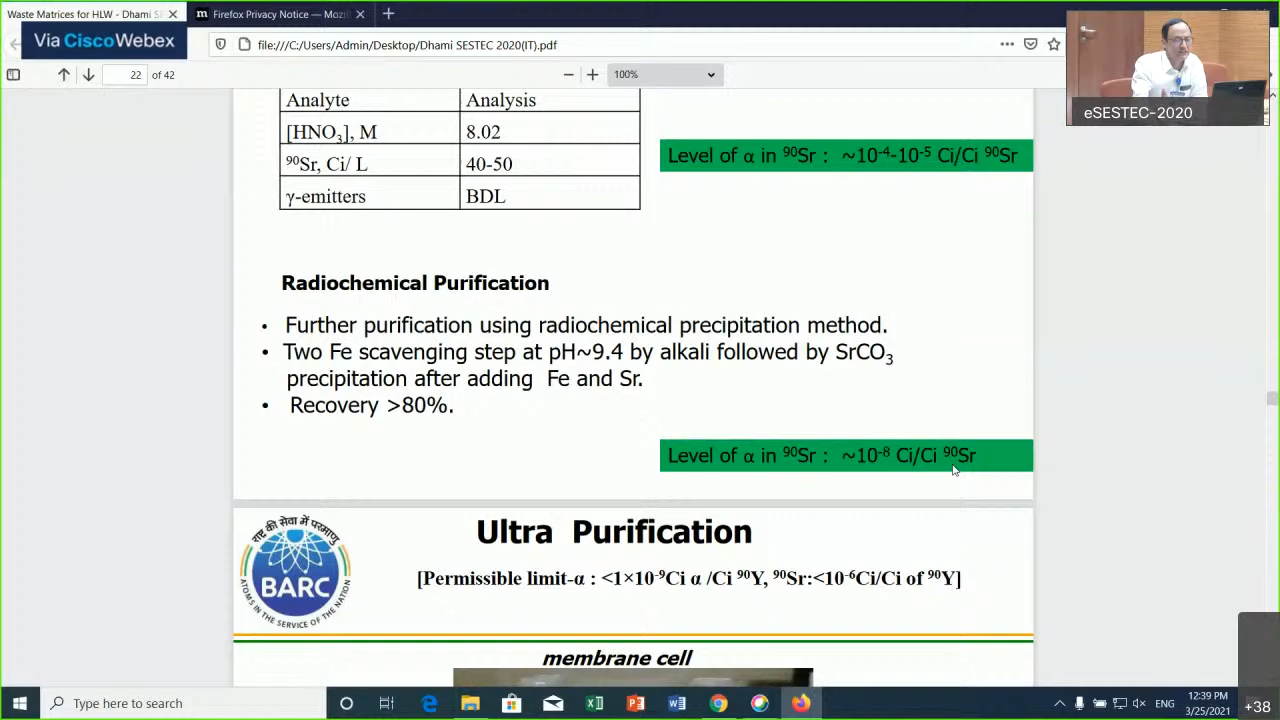 Waste Matrices for HLW - Dhami SE
Firefox Privacy Notice — Mozi
Via CiscoWebex
file:///C:/Users/Admin/Desktop/Dhami SESTEC 2020(IT).pdf
22 of 42
100%
eSESTEC-2020
Analyte Analysis
[HNO₃], M 8.02
⁹⁰Sr, Ci/ L 40-50
γ-emitters BDL
Level of α in ⁹⁰Sr : ~10⁻⁴-10⁻⁵ Ci/Ci ⁹⁰Sr
Radiochemical Purification
• Further purification using radiochemical precipitation method.
• Two Fe scavenging step at pH~9.4 by alkali followed by SrCO₃
precipitation after adding Fe and Sr.
• Recovery >80%.
Level of α in ⁹⁰Sr : ~10⁻⁸ Ci/Ci ⁹⁰Sr
राष्ट्र की सेवा में परमाणु
BARC
ATOMS IN THE SERVICE OF THE NATION
Ultra Purification
[Permissible limit-α : <1×10⁻⁹Ci α /Ci ⁹⁰Y, ⁹⁰Sr:<10⁻⁶Ci/Ci of ⁹⁰Y]
membrane cell
Type here to search
ENG
12:39 PM
3/25/2021
+38